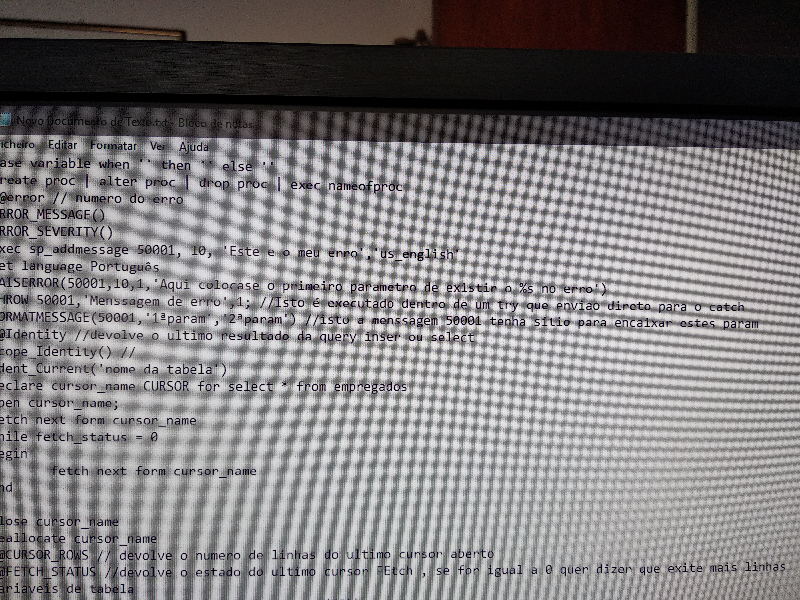 Novo Documento de Texto.txt - Bloco de notas
icheiro Editar Formatar Ver Ajuda
ase variable when '' then '' else ''
reate proc | alter proc | drop proc | exec nameofproc
@error // numero do erro
RROR_MESSAGE()
RROR_SEVERITY()
xec sp_addmessage 50001, 10, 'Este e o meu erro','us_english'
et language Português
AISERROR(50001,10,1,'Aqui colocase o primeiro parametro de existir o %s no erro')
HROW 50001,'Menssagem de erro',1; //Isto é executado dentro de um try que enviao direto para o catch
ORMATMESSAGE(50001,'1ªparam','2ªparam') //isto a menssagem 50001 tenha sitio para encaixar estes param
@Identity //devolve o ultimo resultado da query inser ou select
cope_Identity() //
dent_Current('nome da tabela')
eclare cursor_name CURSOR for select * from empregados
pen cursor_name;
etch next form cursor_name
hile fetch_status = 0
egin
fetch next form cursor_name
nd
lose cursor_name
eallocate cursor_name
@CURSOR_ROWS // devolve o numero de linhas do ultimo cursor aberto
@FETCH_STATUS //devolve o estado do ultimo cursor FEtch , se for igual a 0 quer dizer que exite mais linhas
ariaveis de tabela